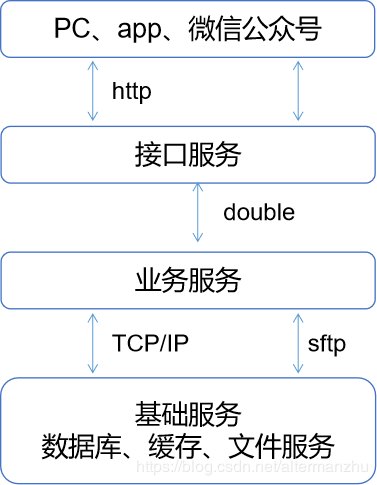 PC、app、微信公众号
http
接口服务
double
业务服务
TCP/IP
sftp
基础服务
数据库、缓存、文件服务
https://blog.csdn.net/altermanzhu